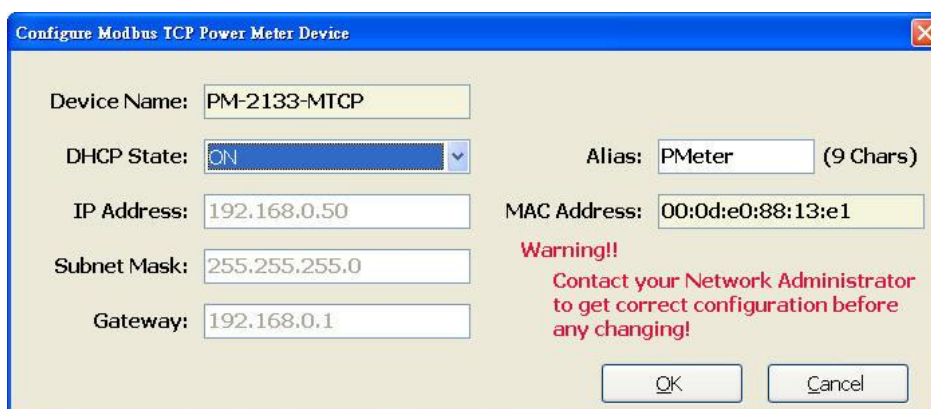 Configure Modbus TCP Power Meter Device
Device Name: PM-2133-MTCP
DHCP State: ON
Alias: PMeter (9 Chars)
IP Address: 192.168.0.50
MAC Address: 00:0d:e0:88:13:e1
Subnet Mask: 255.255.255.0
Gateway: 192.168.0.1
Warning!!
Contact your Network Administrator
to get correct configuration before
any changing!
OK
Cancel